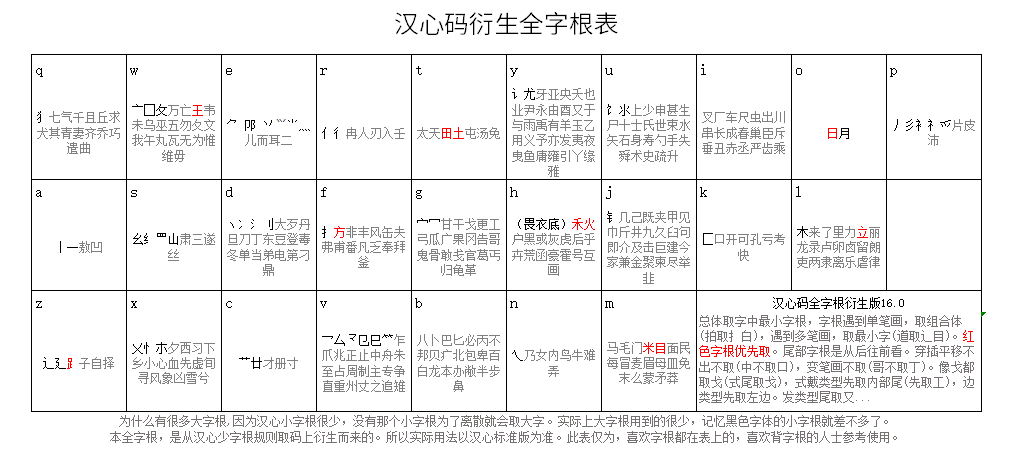 汉心码衍生全字根表
q
犭七气千且丘求
犬其青妻齐乔巧
遣曲
w
亠囗攵万亡王韦
未乌巫五勿夂文
我午丸瓦无为惟
维毋
e
儿而耳二
r
亻彳冉人刃入壬
t
太天田土屯汤兔
y
讠尤牙亚央夭也
业尹永由酉又于
与雨禹有羊玉乙
用义予亦发夷夜
曳鱼庸雍引丫缘
雅
u
饣氺上少申甚生
尸十士氏世束水
矢石身寿勺手矢
舜术史疏升
i
叉厂车尺虫出川
串长成春巢臣斥
垂丑赤丞严齿乘
o
日月
p
丿彡礻衤爫片皮
a
丨一敖凹
s
幺纟罒山肃三遂
丝
d
丶冫氵刂大歹丹
旦刀丁东豆登毒
冬单当弟电第刁
鼎
f
扌方非丰风缶夫
弗甫番凡乏奉拜
釜
g
宀冖甘干戈更工
弓瓜广果冈告哥
鬼骨敢戋官葛丐
归龟革
h
（畏衣底）禾火
户黑或灰虎后乎
卉荒函豪霍号互
画
j
钅几己既夹甲见
巾斤井九久臼句
即介及击巨建今
家兼金聚柬尽举
韭
k
匚口开可孔亏考
快
l
木来了里力立丽
龙录卢卯卤留朗
吏两隶离乐虐律
z
辶廴⻊子自择
x
乂忄朩夕西习下
乡小心血先虚旬
寻风象凶雪兮
c
艹廿才册寸
v
爪兆正止中舟朱
至占周制主专争
直重州丈之追雉
b
八卜巴匕必丙不
邦贝疒北包卑百
白龙本办敝半步
鼻
n
乀乃女内鸟牛难
弄
m
马毛门米目面民
每冒麦眉母皿免
末么蒙矛莽
汉心码全字根衍生版16.0
总体取字中最小字根，字根遇到单笔画，取组合体
(拍取扌白)，遇到多笔画，取最小字(道取辶目)。红
色字根优先取。尾部字根是从后往前看。穿插平移不
出不取(中不取口)，变笔画不取(哥不取丁)。像戈都
取戈(式尾取戈)，式戴类型先取内部尾(先取工)，边
类型先取左边。发类型尾取又...
为什么有很多大字根,因为汉心小字根很少，没有那个小字根为了离散就会取大字。实际上大字根用到的很少，记忆黑色字体的小字根就差不多了。
本全字根，是从汉心少字根规则取码上衍生而来的。所以实际用法以汉心标准版为准。此表仅为，喜欢字根都在表上的，喜欢背字根的人士参考使用。